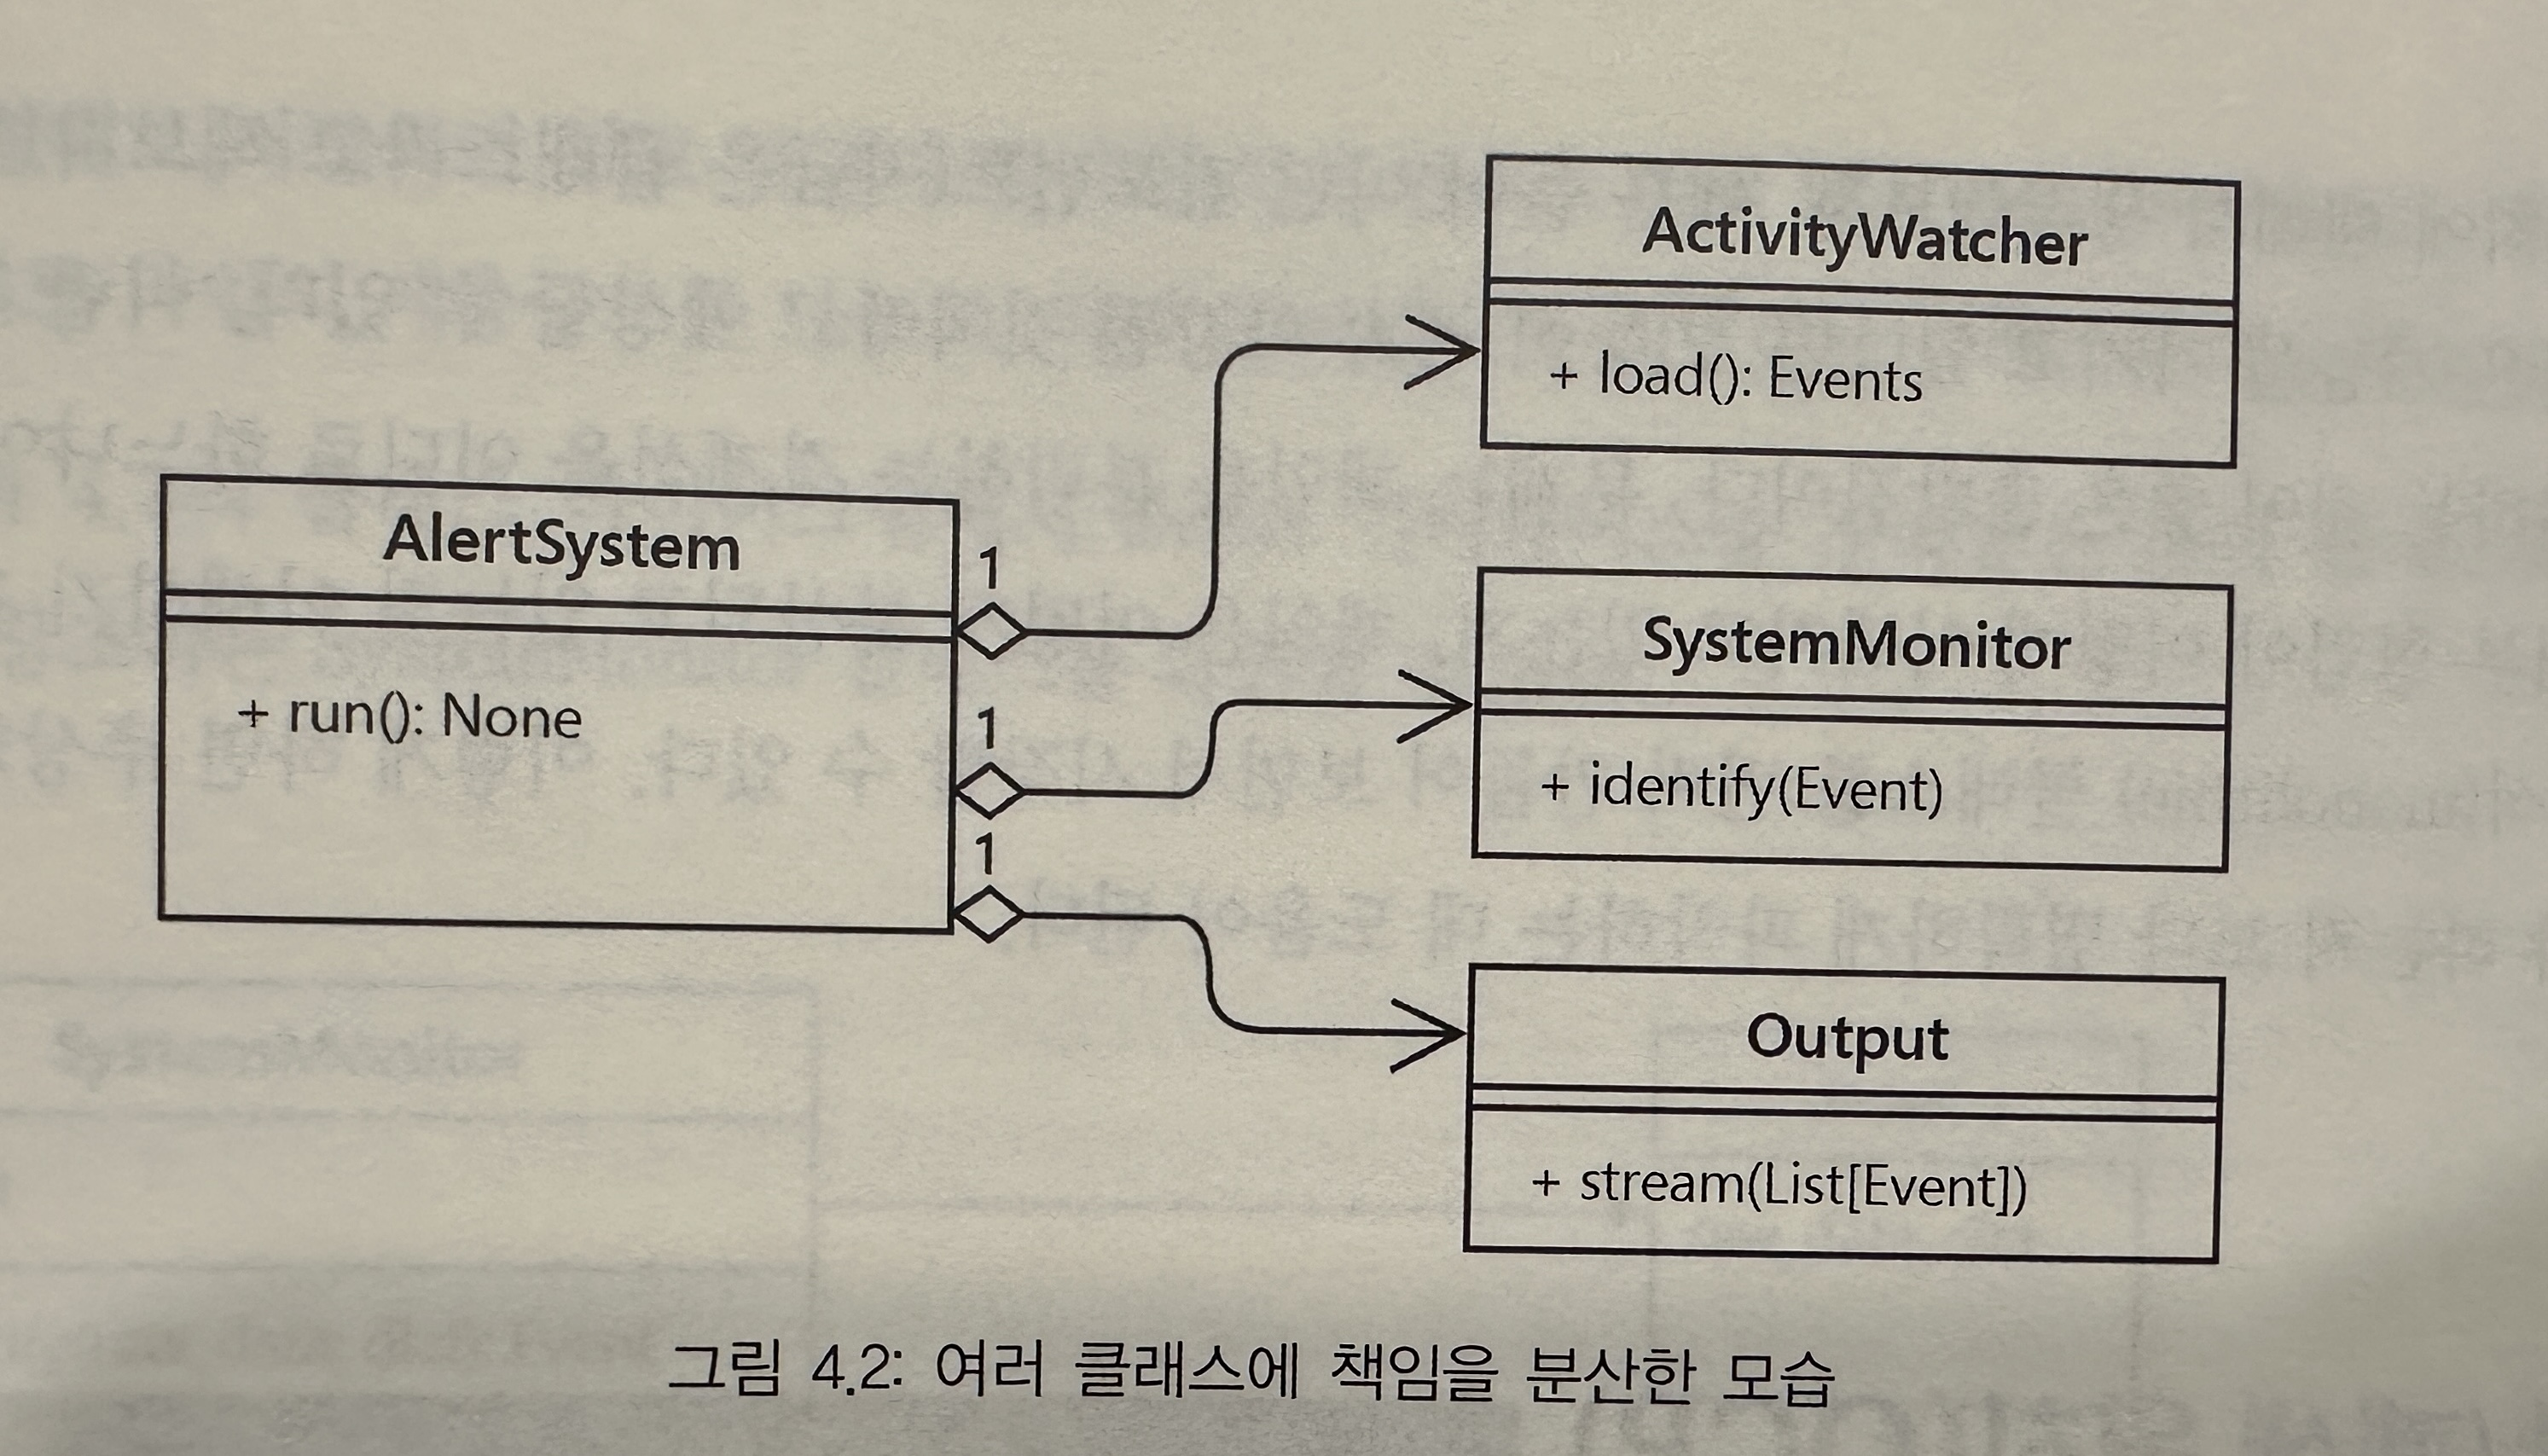 AlertSystem
+ run(): None
1
1
1
ActivityWatcher
+ load(): Events
SystemMonitor
+ identify(Event)
Output
+ stream(List[Event])
그림 4.2: 여러 클래스에 책임을 분산한 모습